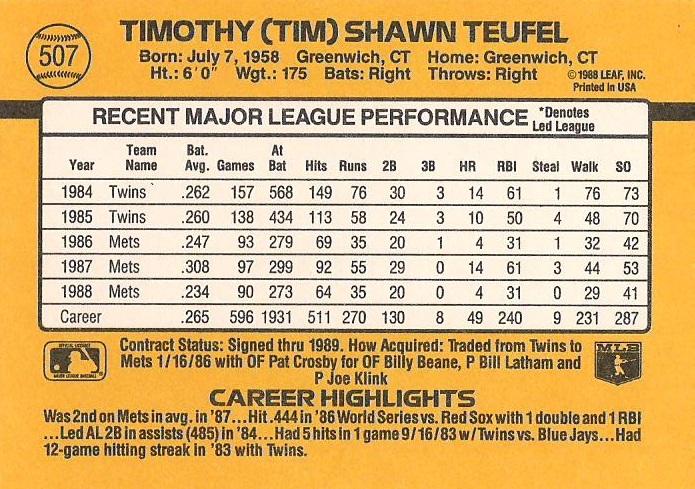 507
TIMOTHY (TIM) SHAWN TEUFEL
Born: July 7, 1958 Greenwich, CT Home: Greenwich, CT
Ht.: 6'0" Wgt.: 175 Bats: Right Throws: Right
©1988 LEAF, INC.
Printed In USA
RECENT MAJOR LEAGUE PERFORMANCE *Denotes Led League
Year Team Name Bat. Avg. Games At Bat Hits Runs 2B 3B HR RBI Steal Walk SO
1984 Twins .262 157 568 149 76 30 3 14 61 1 76 73
1985 Twins .260 138 434 113 58 24 3 10 50 4 48 70
1986 Mets .247 93 279 69 35 20 1 4 31 1 32 42
1987 Mets .308 97 299 92 55 29 0 14 61 3 44 53
1988 Mets .234 90 273 64 35 20 0 4 31 0 29 41
Career .265 596 1931 511 270 130 8 49 240 9 231 287
Contract Status: Signed thru 1989. How Acquired: Traded from Twins to
Mets 1/16/86 with OF Pat Crosby for OF Billy Beane, P Bill Latham and
P Joe Klink
MLB
CAREER HIGHLIGHTS
Was 2nd on Mets in avg. in '87...Hit .444 in '86 World Series vs. Red Sox with 1 double and 1 RBI
...Led AL 2B in assists (485) in '84...Had 5 hits in 1 game 9/16/83 w/Twins vs. Blue Jays...Had
12-game hitting streak in '83 with Twins.